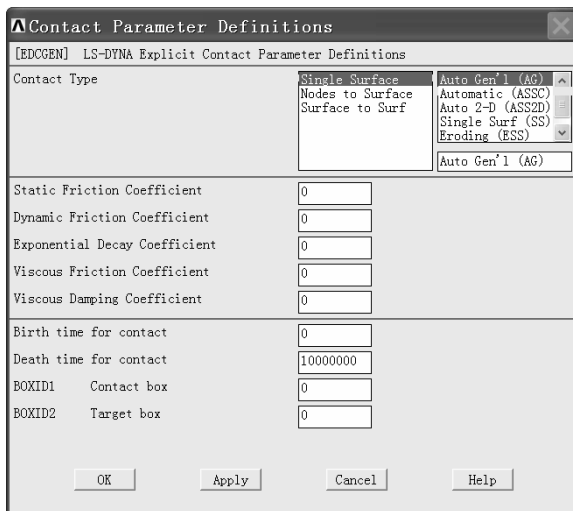 Contact Parameter Definitions
[EDCGEN] LS-DYNA Explicit Contact Parameter Definitions
Contact Type
Single Surface
Nodes to Surface
Surface to Surf
Auto Gen'l (AG)
Automatic (ASSC)
Auto 2-D (ASS2D)
Single Surf (SS)
Eroding (ESS)
Auto Gen'l (AG)
Static Friction Coefficient 0
Dynamic Friction Coefficient 0
Exponential Decay Coefficient 0
Viscous Friction Coefficient 0
Viscous Damping Coefficient 0
Birth time for contact 0
Death time for contact 10000000
BOXID1 Contact box 0
BOXID2 Target box 0
OK Apply Cancel Help